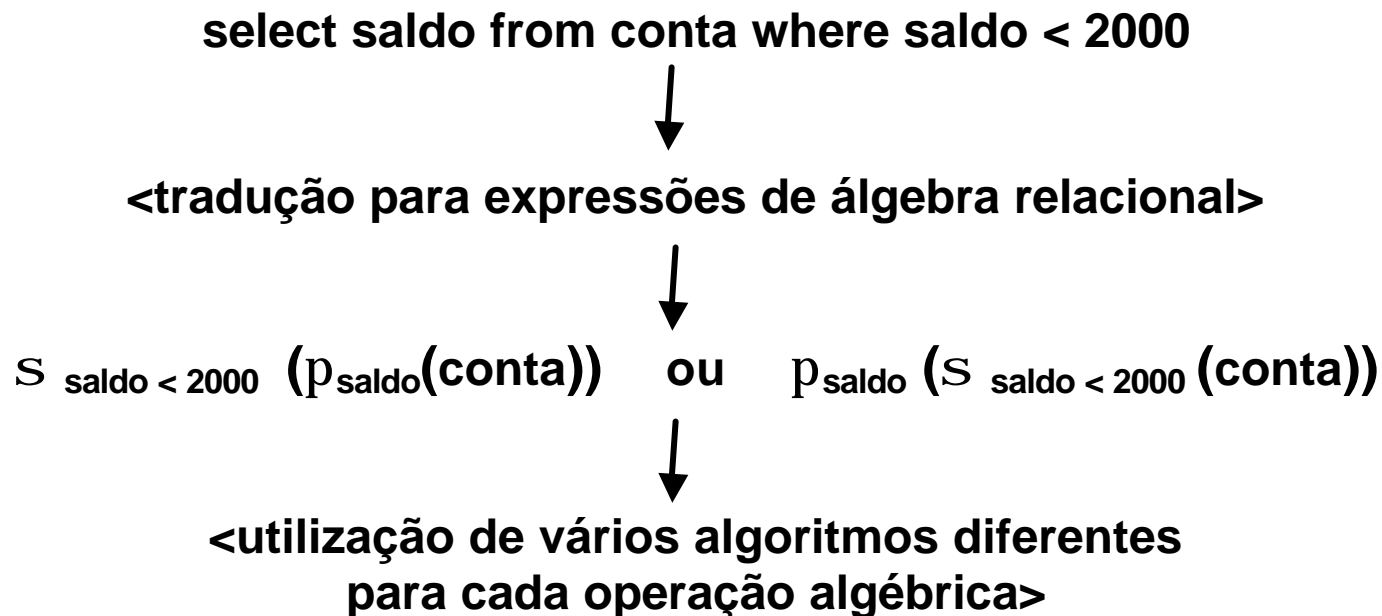 select saldo from conta where saldo < 2000
<tradução para expressões de álgebra relacional>
s saldo < 2000 (psaldo(conta)) ou psaldo (s saldo < 2000 (conta))
<utilização de vários algoritmos diferentes
para cada operação algébrica>